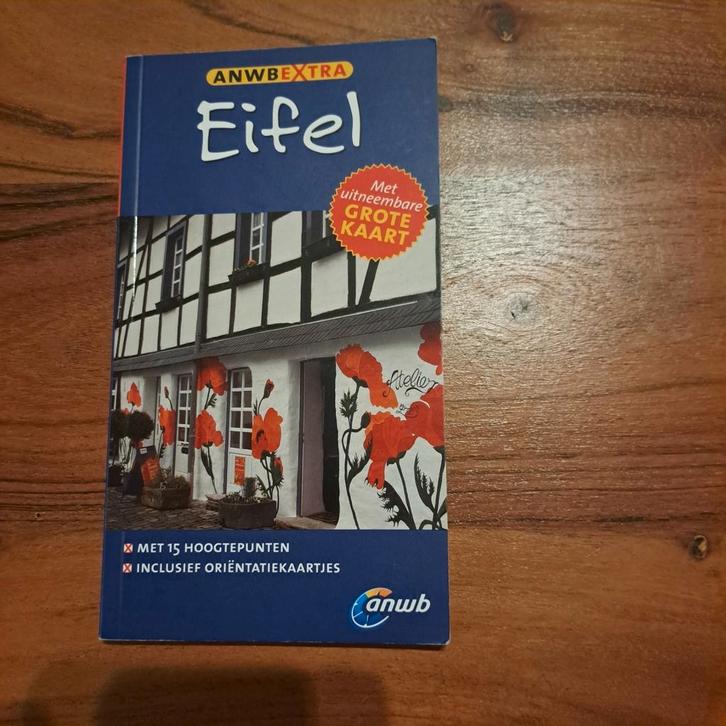 ANWBEXTRA
Eifel
Met
uitneembare
GROTE
KAART
Atelier
MET 15 HOOGTEPUNTEN
INCLUSIEF ORIËNTATIEKAARTJES
anwb